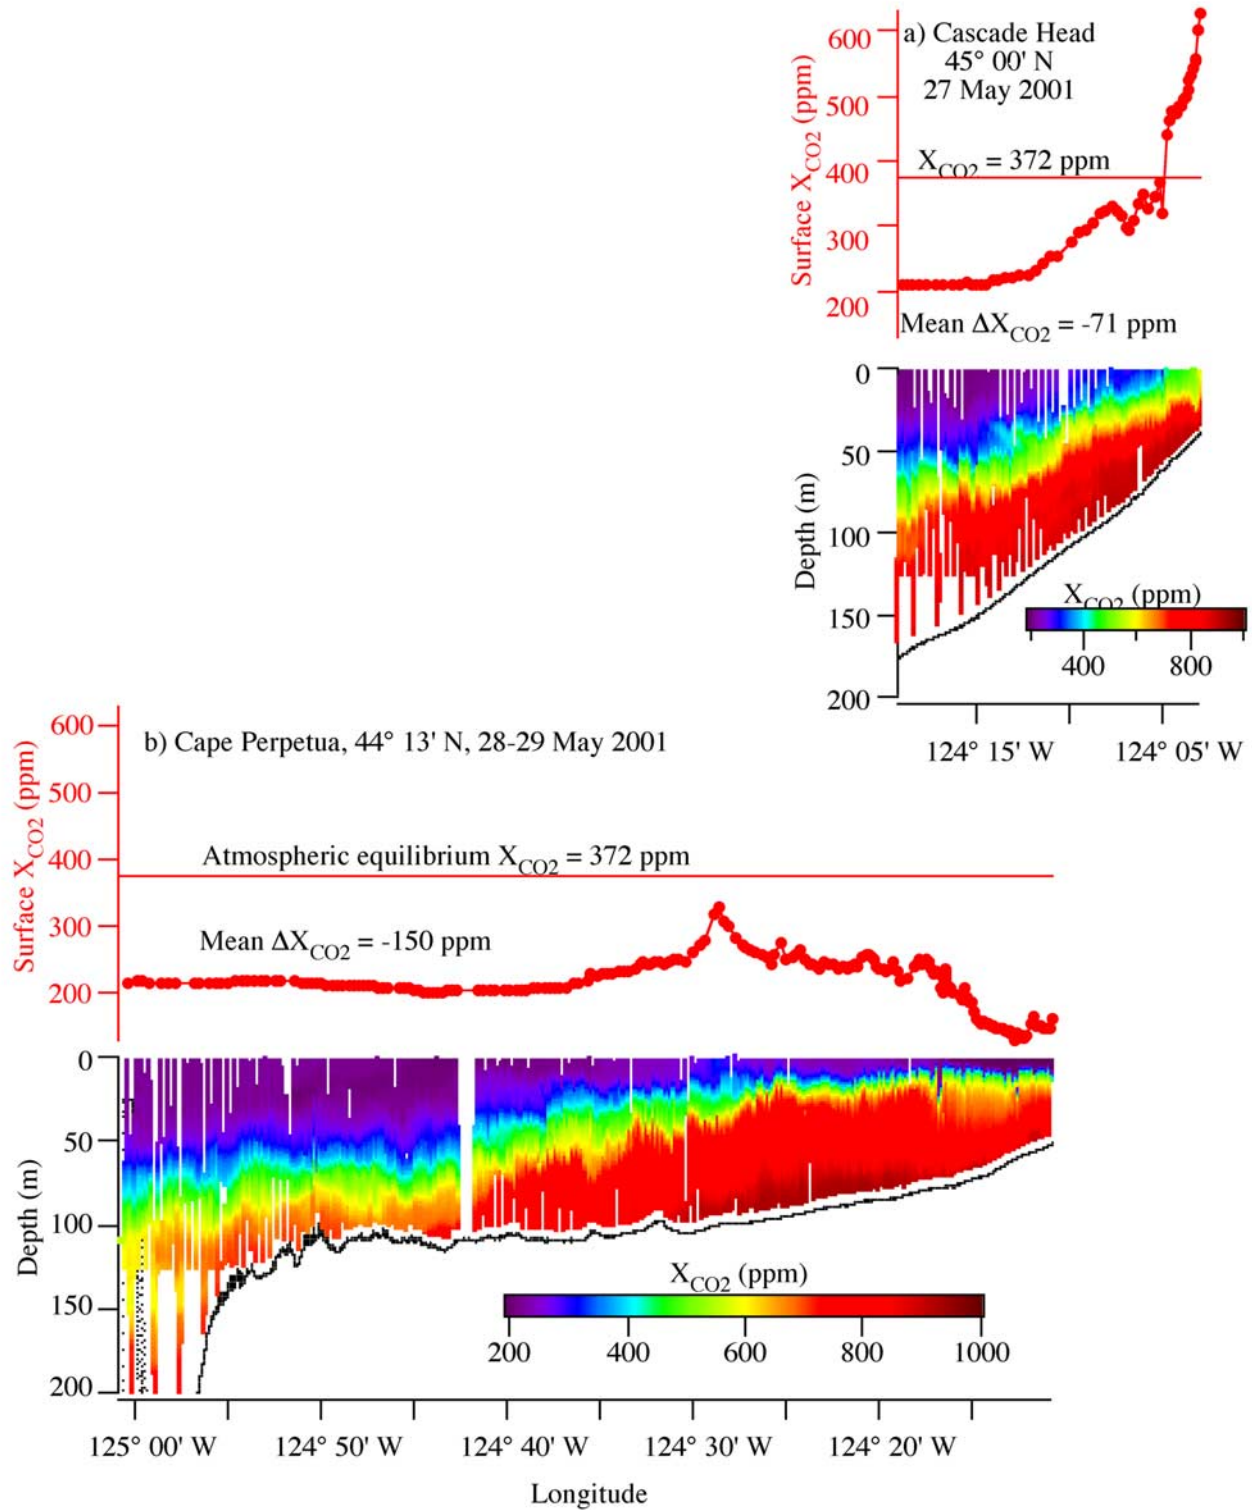 a) Cascade Head
45° 00' N
27 May 2001
600
500
400
300
200
Surface XCO2 (ppm)
XCO2 = 372 ppm
Mean ΔXCO2 = -71 ppm
0
50
100
150
200
Depth (m)
XCO2 (ppm)
400 800
124° 15' W 124° 05' W
b) Cape Perpetua, 44° 13' N, 28-29 May 2001
600
500
400
300
200
Surface XCO2 (ppm)
Atmospheric equilibrium XCO2 = 372 ppm
Mean ΔXCO2 = -150 ppm
0
50
100
150
200
Depth (m)
XCO2 (ppm)
200 400 600 800 1000
125° 00' W 124° 50' W 124° 40' W 124° 30' W 124° 20' W
Longitude